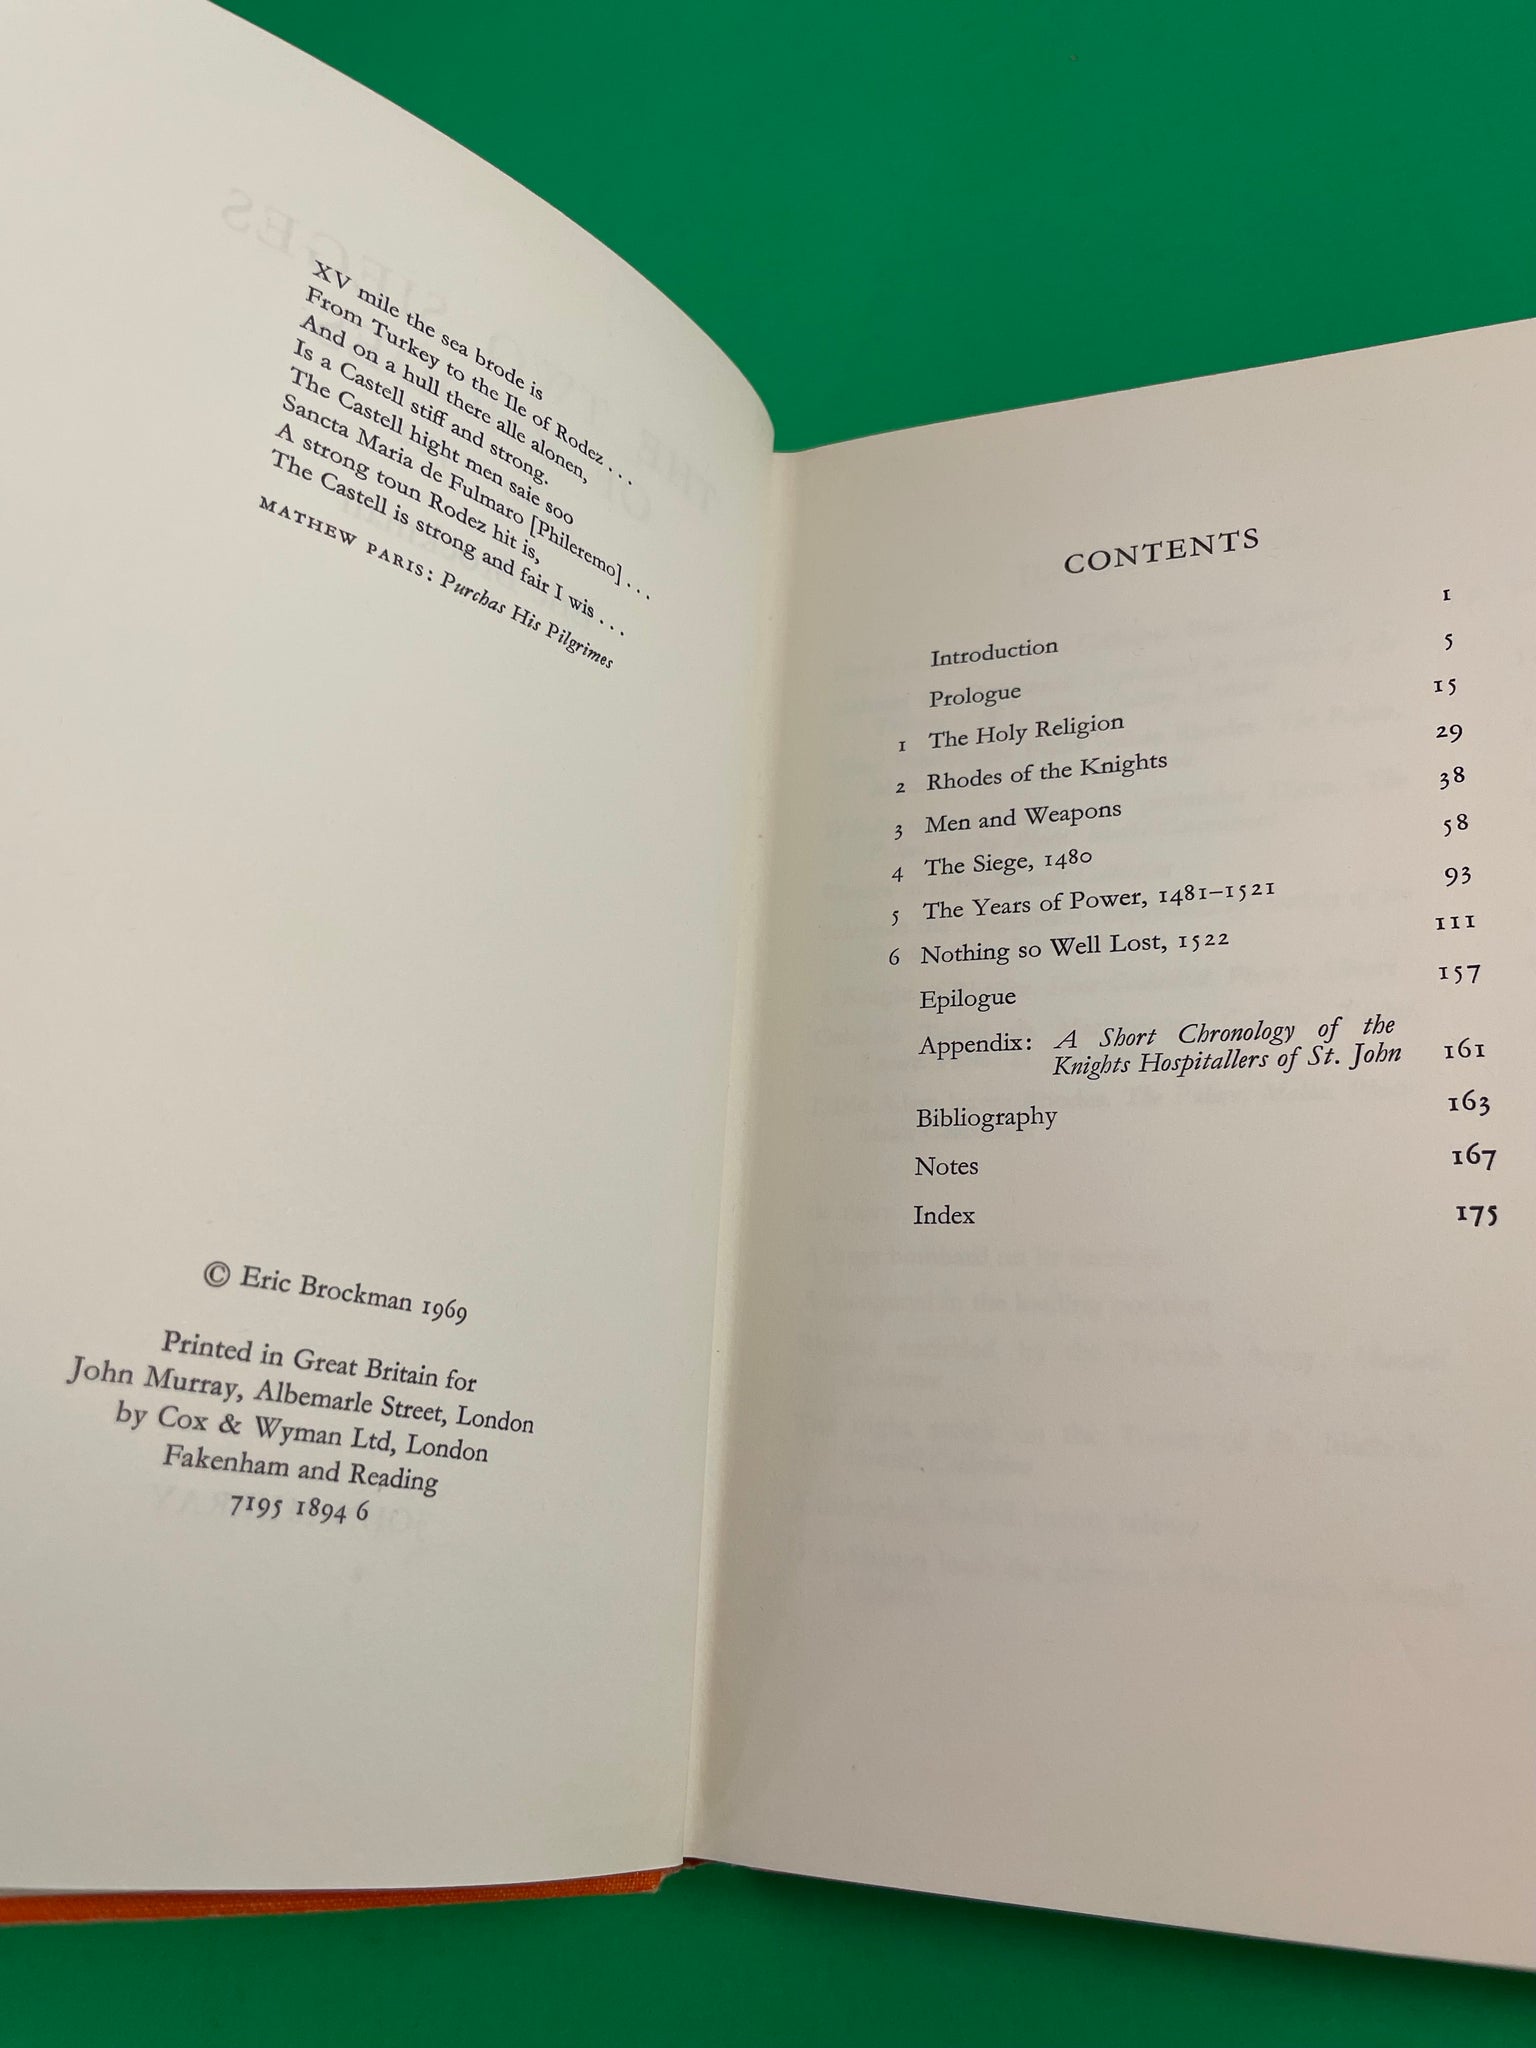 XV mile the sea brode is
From Turkey to the Ile of Rodez . . .
And on a hull there alle alonen,
Is a Castell stiff and strong.
The Castell hight men saie soo
Sancta Maria de Fulmaro [Phileremo] . . .
A strong toun Rodez hit is,
The Castell is strong and fair I wis . . .
MATHEW PARIS: Purchas His Pilgrimes
© Eric Brockman 1969
Printed in Great Britain for
John Murray, Albemarle Street, London
by Cox & Wyman Ltd, London
Fakenham and Reading
7195 1894 6
CONTENTS
Introduction 1
Prologue 5
1 The Holy Religion 15
2 Rhodes of the Knights 29
3 Men and Weapons 38
4 The Siege, 1480 58
5 The Years of Power, 1481–1521 93
6 Nothing so Well Lost, 1522 111
Epilogue 157
Appendix: A Short Chronology of the
Knights Hospitallers of St. John 161
Bibliography 163
Notes 167
Index 175